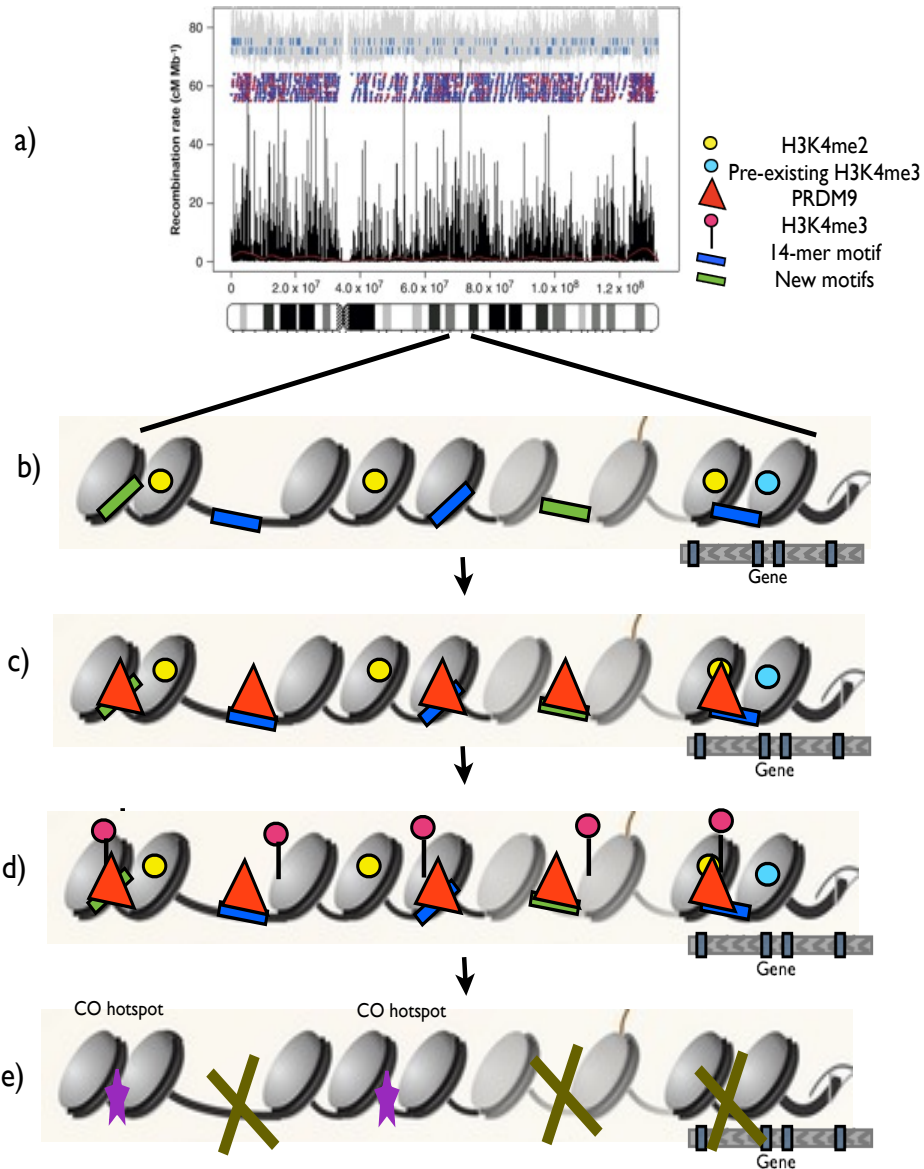 a)
Recombination rate (cM Mb⁻¹)
80
60
40
20
0
0
2.0 x 10⁷
4.0 x 10⁷
6.0 x 10⁷
8.0 x 10⁷
1.0 x 10⁸
1.2 x 10⁸
H3K4me2
Pre-existing H3K4me3
PRDM9
H3K4me3
14-mer motif
New motifs
b)
Gene
c)
Gene
d)
Gene
CO hotspot
CO hotspot
e)
Gene